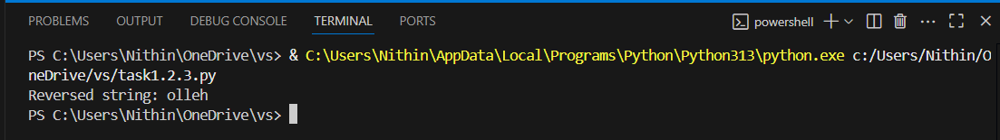 PROBLEMS OUTPUT DEBUG CONSOLE TERMINAL PORTS powershell
PS C:\Users\Nithin\OneDrive\vs> & C:\Users\Nithin\AppData\Local\Programs\Python\Python313\python.exe c:/Users/Nithin/O
neDrive/vs/task1.2.3.py
Reversed string: olleh
PS C:\Users\Nithin\OneDrive\vs>